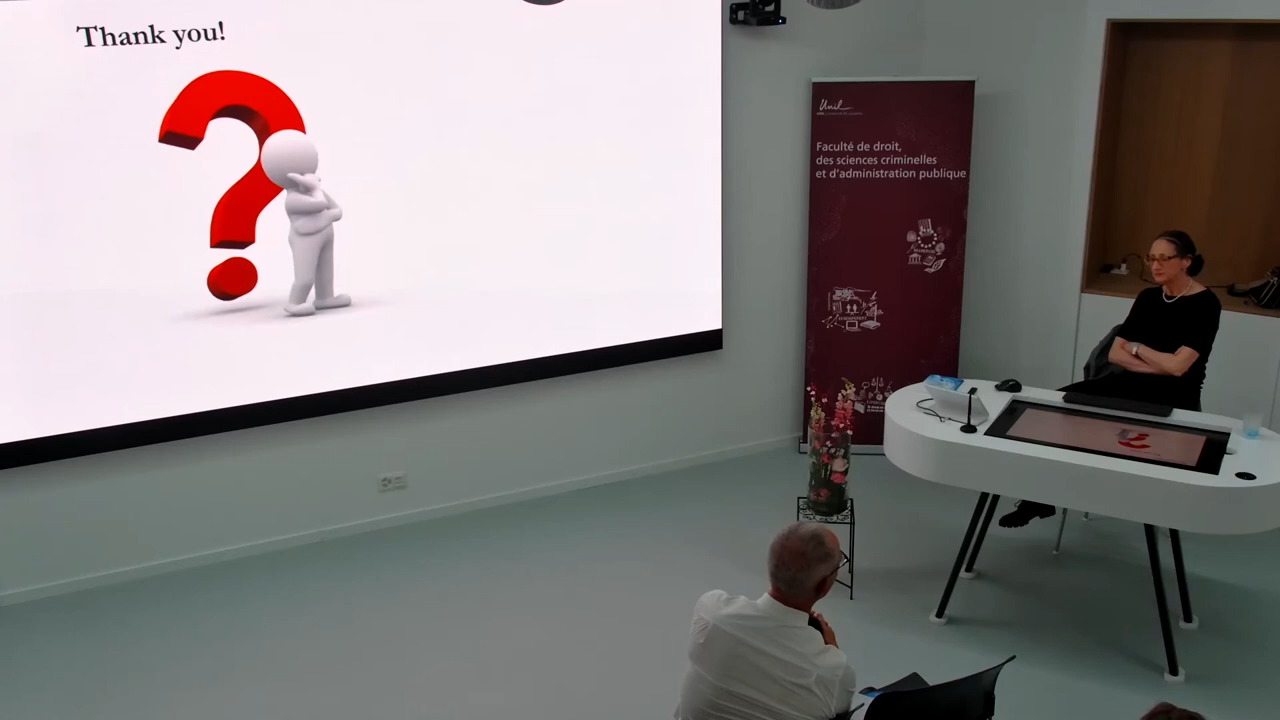 Thank you!
Unil
Faculté de droit,
des sciences criminelles
et d'administration publique